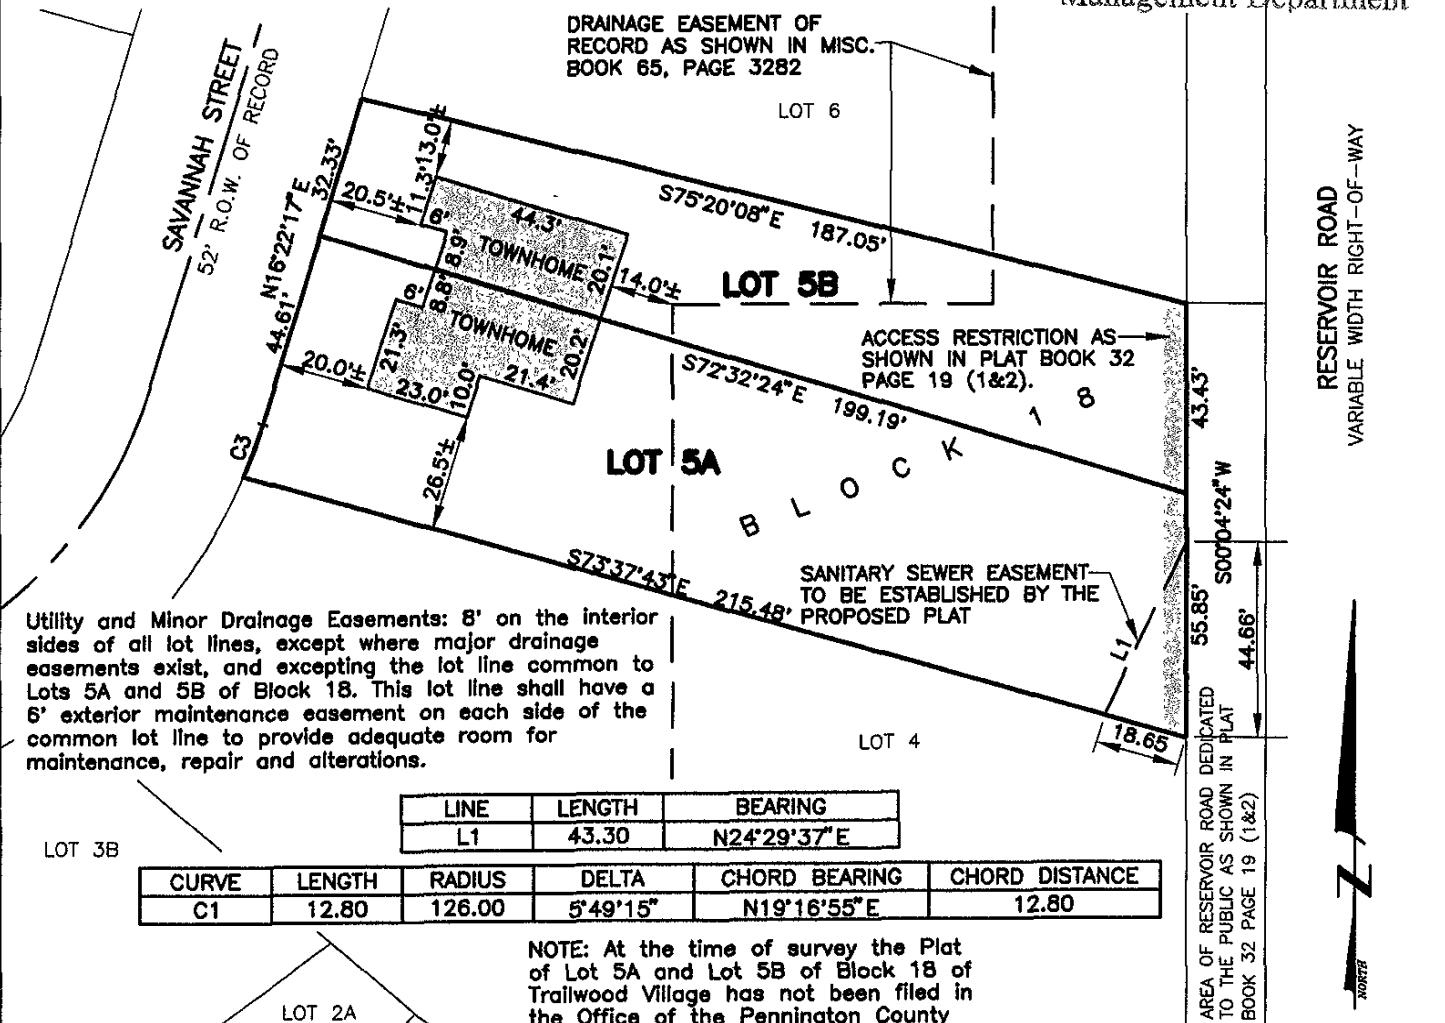 Management Department
DRAINAGE EASEMENT OF
RECORD AS SHOWN IN MISC.
BOOK 65, PAGE 3282
LOT 6
SAVANNAH STREET
52' R.O.W. OF RECORD
RESERVOIR ROAD
VARIABLE WIDTH RIGHT-OF-WAY
N16°22'17"E
32.33'
44.61'
C3
20.5'±
11.3'
13.0'±
6'
8.9'
44.3'
TOWNHOME
20.1'
14.0'±
S75°20'08"E 187.05'
LOT 5B
6'
8.8'
TOWNHOME
20.2'
21.3'
20.0'±
23.0'
10.0'
21.4'
26.5'±
S72°32'24"E 199.19'
ACCESS RESTRICTION AS
SHOWN IN PLAT BOOK 32
PAGE 19 (1&2).
43.43'
LOT 5A
BLOCK 18
S00°04'24"W
55.85'
44.66'
S73°37'43"E 215.48'
SANITARY SEWER EASEMENT
TO BE ESTABLISHED BY THE
PROPOSED PLAT
L1
18.65
LOT 4
Utility and Minor Drainage Easements: 8' on the interior
sides of all lot lines, except where major drainage
easements exist, and excepting the lot line common to
Lots 5A and 5B of Block 18. This lot line shall have a
6' exterior maintenance easement on each side of the
common lot line to provide adequate room for
maintenance, repair and alterations.
LOT 3B
LINE LENGTH BEARING
L1 43.30 N24°29'37"E
CURVE LENGTH RADIUS DELTA CHORD BEARING CHORD DISTANCE
C1 12.80 126.00 5°49'15" N19°16'55"E 12.80
AREA OF RESERVOIR ROAD DEDICATED
TO THE PUBLIC AS SHOWN IN PLAT
BOOK 32 PAGE 19 (1&2)
NOTE: At the time of survey the Plat
of Lot 5A and Lot 5B of Block 18 of
Trailwood Village has not been filed in
the Office of the Pennington County
LOT 2A
N
NORTH